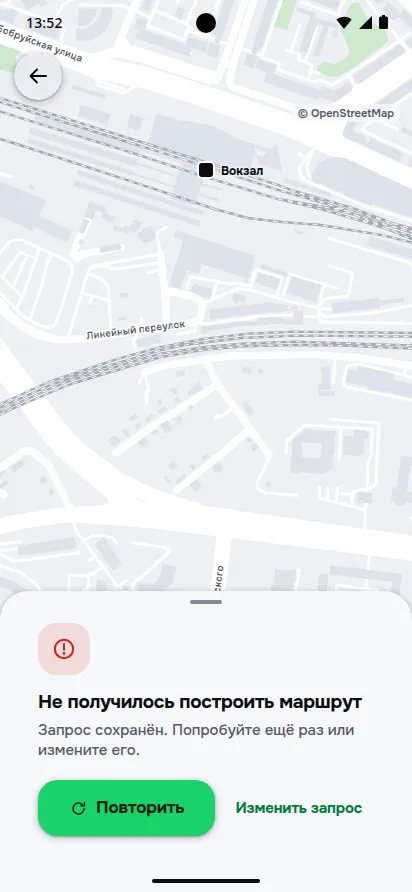 13:52
Бобруйская улица
© OpenStreetMap
Вокзал
Линейный переулок
ского
Не получилось построить маршрут
Запрос сохранён. Попробуйте ещё раз или
измените его.
Повторить
Изменить запрос